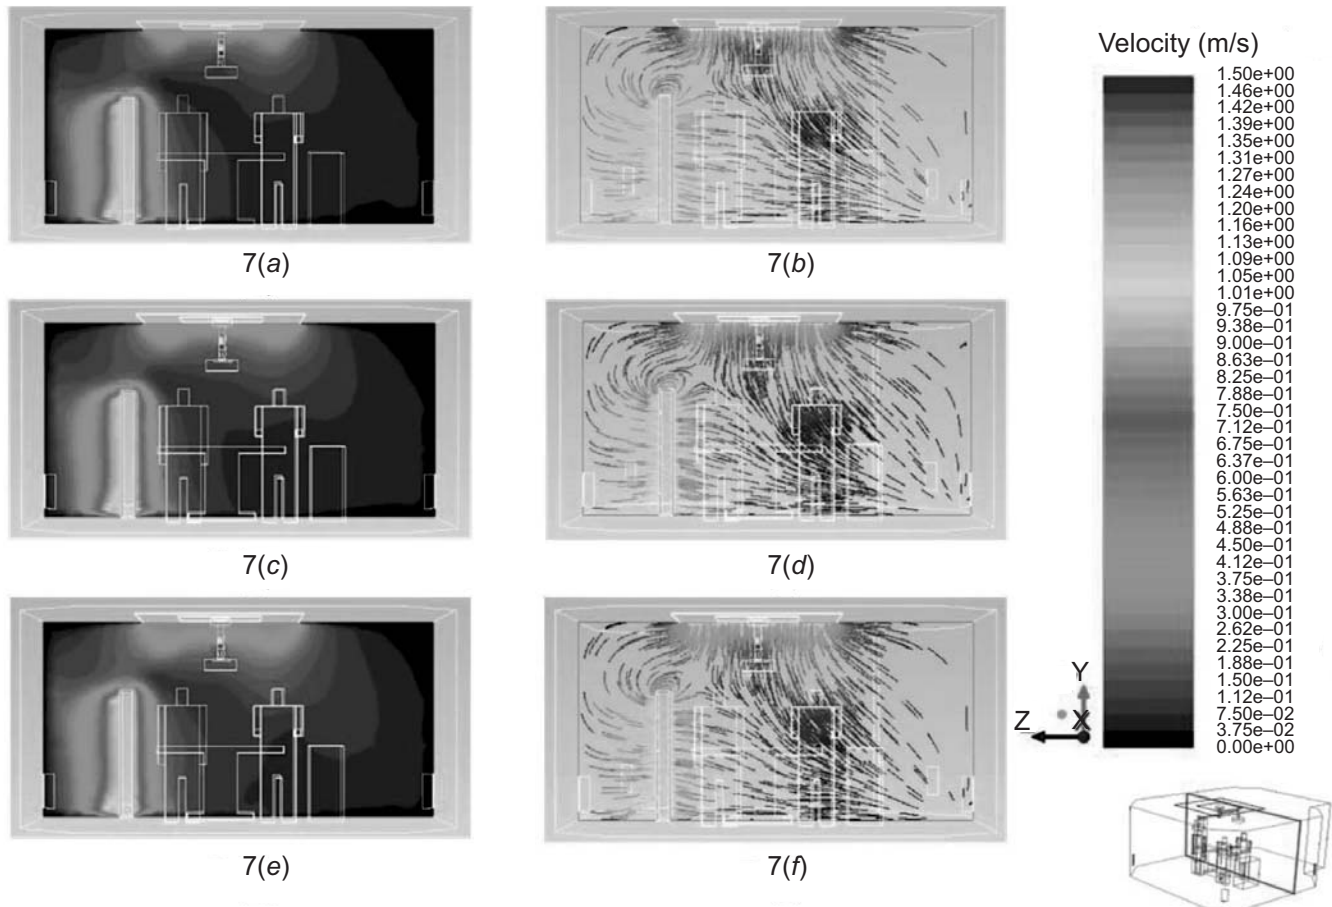 Velocity (m/s)
1.50e+00
1.46e+00
1.42e+00
1.39e+00
1.35e+00
1.31e+00
1.27e+00
1.24e+00
1.20e+00
1.16e+00
1.13e+00
1.09e+00
1.05e+00
1.01e+00
9.75e–01
9.38e–01
9.00e–01
8.63e–01
8.25e–01
7.88e–01
7.50e–01
7.12e–01
6.75e–01
6.37e–01
6.00e–01
5.63e–01
5.25e–01
4.88e–01
4.50e–01
4.12e–01
3.75e–01
3.38e–01
3.00e–01
2.62e–01
2.25e–01
1.88e–01
1.50e–01
1.12e–01
7.50e–02
3.75e–02
0.00e+00
7(a)
7(b)
7(c)
7(d)
7(e)
7(f)
Y
Z
X